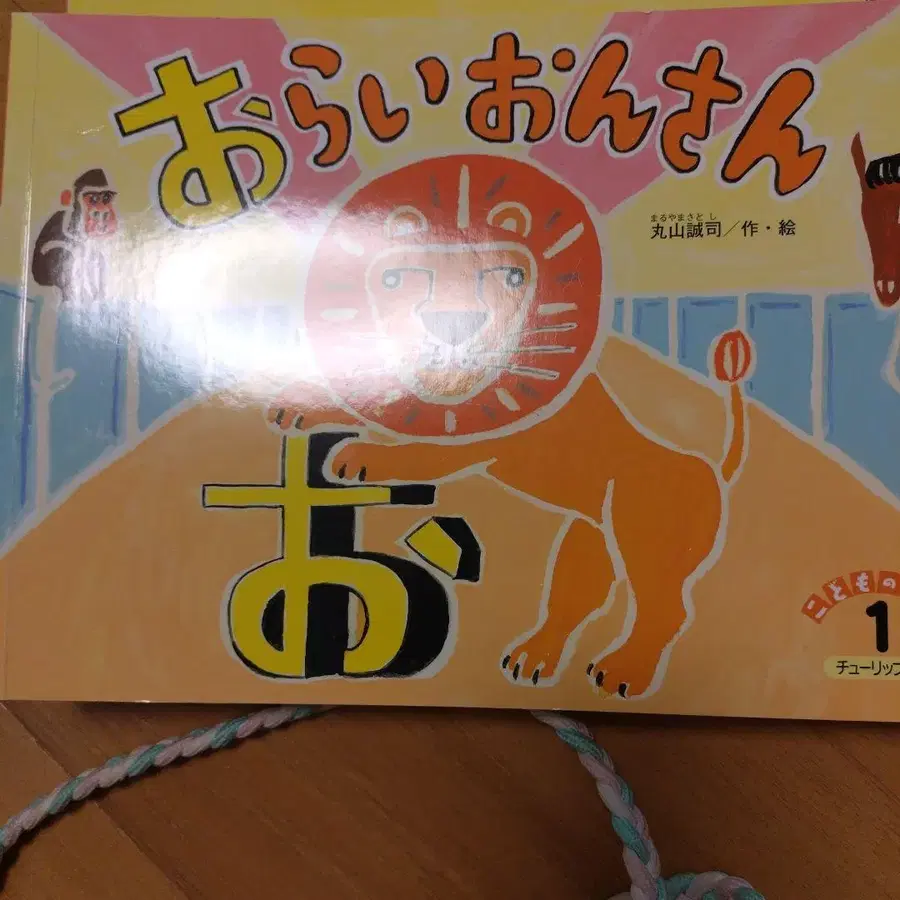 おらいおんさん
まるやまさとし
丸山誠司/作・絵
お
こどもの
1
チューリップ